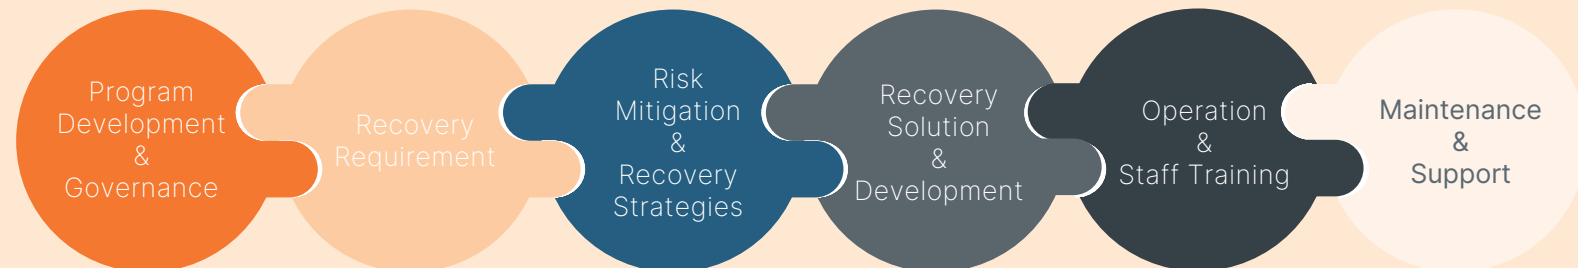 Program
Development
&
Governance
Recovery
Requirement
Risk
Mitigation
&
Recovery
Strategies
Recovery
Solution
&
Development
Operation
&
Staff Training
Maintenance
&
Support